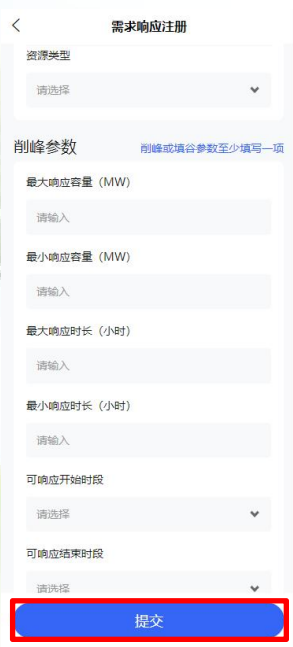 需求响应注册
资源类型
请选择
削峰参数
削峰或填谷参数至少填写一项
最大响应容量（MW）
请输入
最小响应容量（MW）
请输入
最大响应时长（小时）
请输入
最小响应时长（小时）
请输入
可响应开始时段
请选择
可响应结束时段
请选择
提交